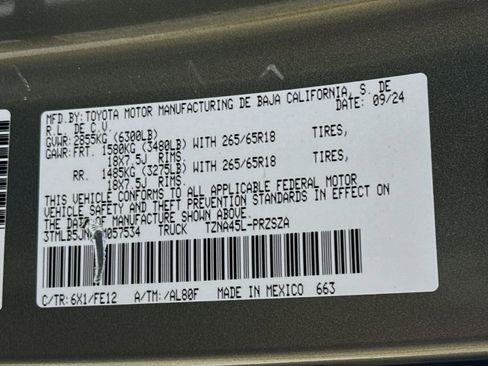 MFD.BY:TOYOTA MOTOR MANUFACTURING DE BAJA CALIFORNIA, S. DE
R.L. DE C.V. DATE: 09/24
GVWR: 2855KG (6300LB)
GAWR: FRT. 1580KG (3480LB) WITH 265/65R18 TIRES,
18X7.5J RIMS.
RR. 1485KG (3275LB) WITH 265/65R18 TIRES,
18X7.5J RIMS.
THIS VEHICLE CONFORMS TO ALL APPLICABLE FEDERAL MOTOR
VEHICLE SAFETY AND THEFT PREVENTION STANDARDS IN EFFECT ON
THE DATE OF MANUFACTURE SHOWN ABOVE.
057534 TRUCK TZNA45L-PRZSZA
C/TR: 6X1/FE12 A/TM: /AL80F MADE IN MEXICO 663